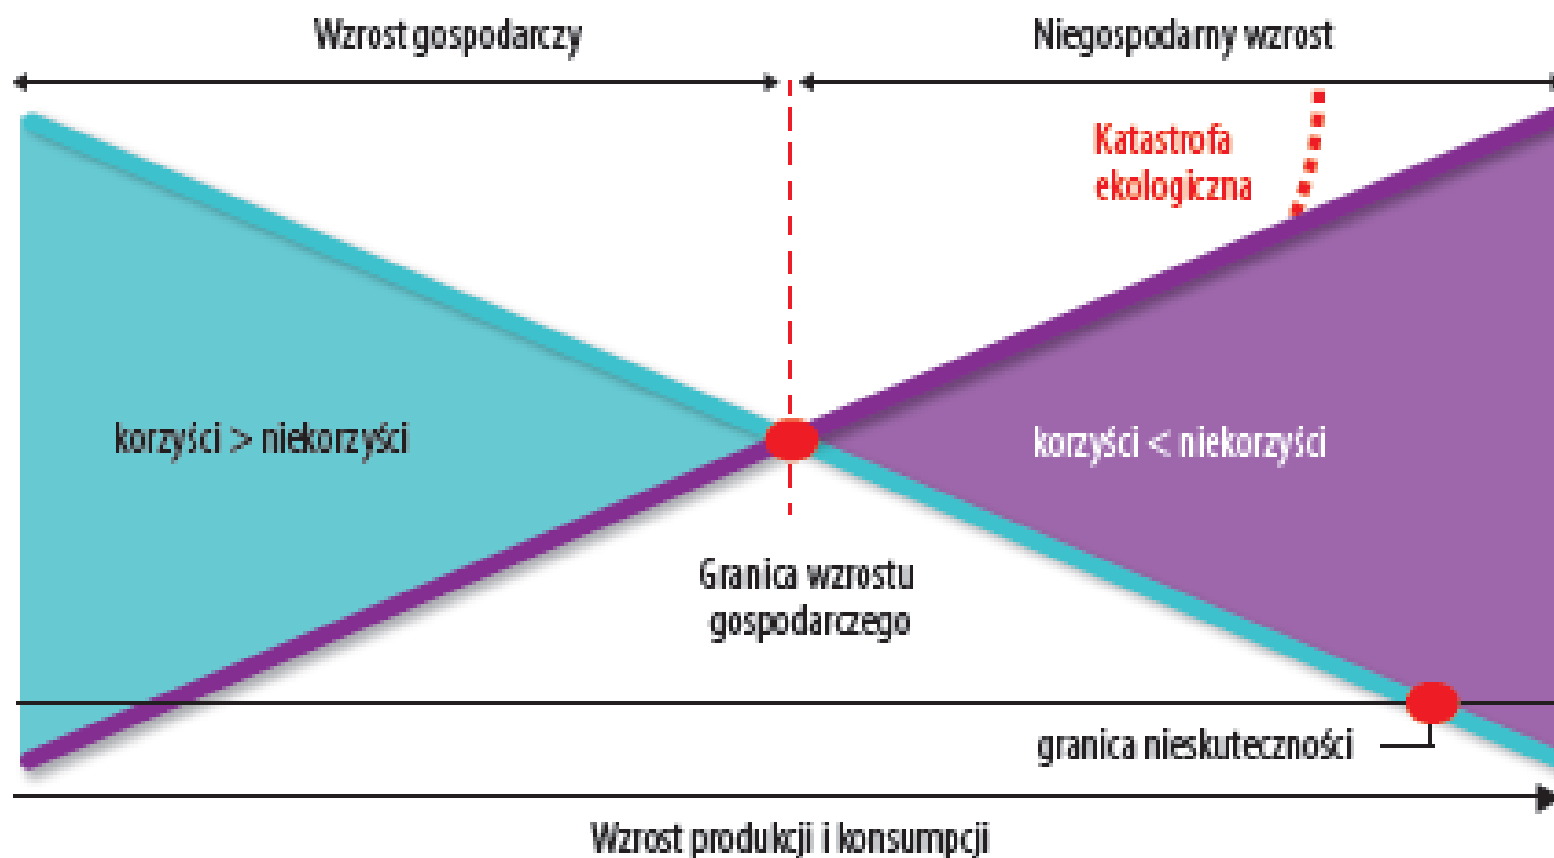 Wzrost gospodarczy
Niegospodarny wzrost
Katastrofa
ekologiczna
korzyści > niekorzyści
korzyści < niekorzyści
Granica wzrostu
gospodarczego
granica nieskuteczności
Wzrost produkcji i konsumpcji